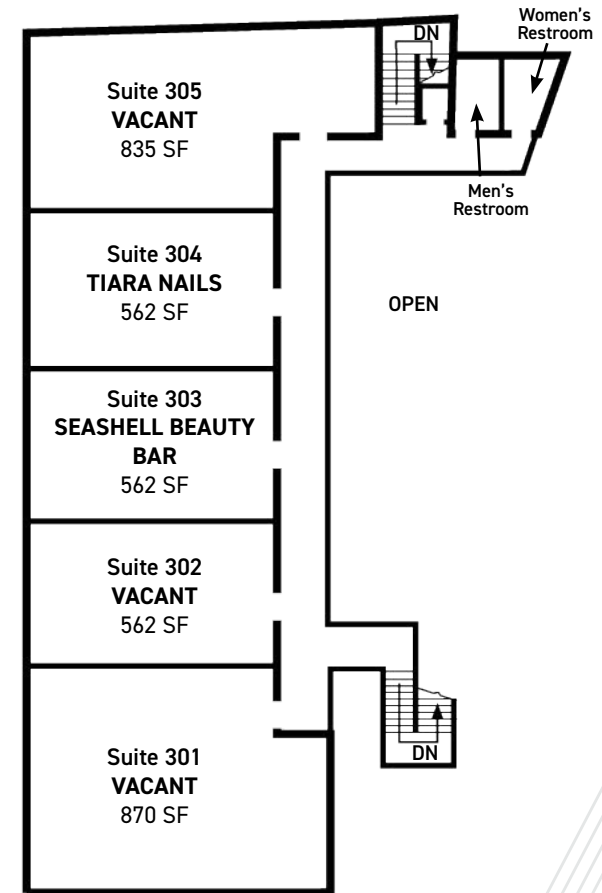 Women's
Restroom
DN
Suite 305
VACANT
835 SF
Men's
Restroom
Suite 304
TIARA NAILS
562 SF
OPEN
Suite 303
SEASHELL BEAUTY
BAR
562 SF
Suite 302
VACANT
562 SF
Suite 301
VACANT
870 SF
DN